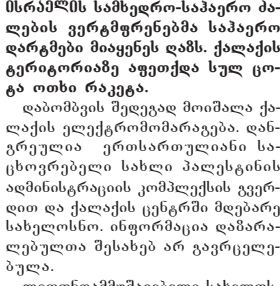 ისრაელის სამხედრო-საჰაერო ძა-
ლების ვერტმფრენებმა საჰაერო
დარტმები მიაყენეს ღაზს. ქალაქის
ტერიტორიაზე აფეთქდა სულ ცო-
ტა ოთხი რაკეტა.
დაბომბვის შედეგად მოიშალა ქა-
ლაქის ელექტრომომარაგება. დან-
გრეულია ერთსართულიანი სა-
ცხოვრებელი სახლი პალესტინის
ადმინისტრაციის კომპლექსის გვერ-
დით და ქალაქის ცენტრში მდებარე
სახელოსნო. ინფორმაცია დაზარა-
ლებულთა შესახებ არ გავრცელე-
ბულა.